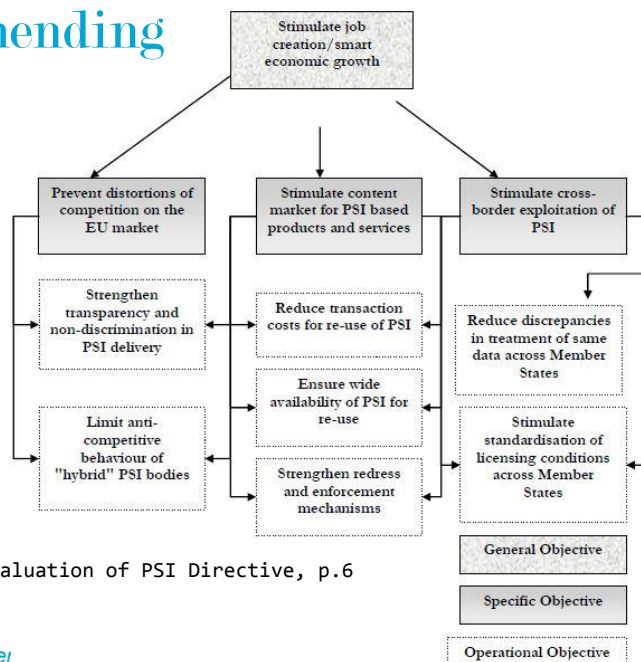 nending
Stimulate job
creation/smart
economic growth
Prevent distortions of
competition on the
EU market
Stimulate content
market for PSI based
products and services
Stimulate cross-
border exploitation of
PSI
Strengthen
transparency and
non-discrimination in
PSI delivery
Reduce transaction
costs for re-use of PSI
Reduce discrepancies
in treatment of same
data across Member
States
Ensure wide
availability of PSI for
re-use
Limit anti-
competitive
behaviour of
"hybrid" PSI bodies
Stimulate
standardisation of
licensing conditions
across Member
States
Strengthen redress
and enforcement
mechanisms
General Objective
aluation of PSI Directive, p.6
Specific Objective
Operational Objective